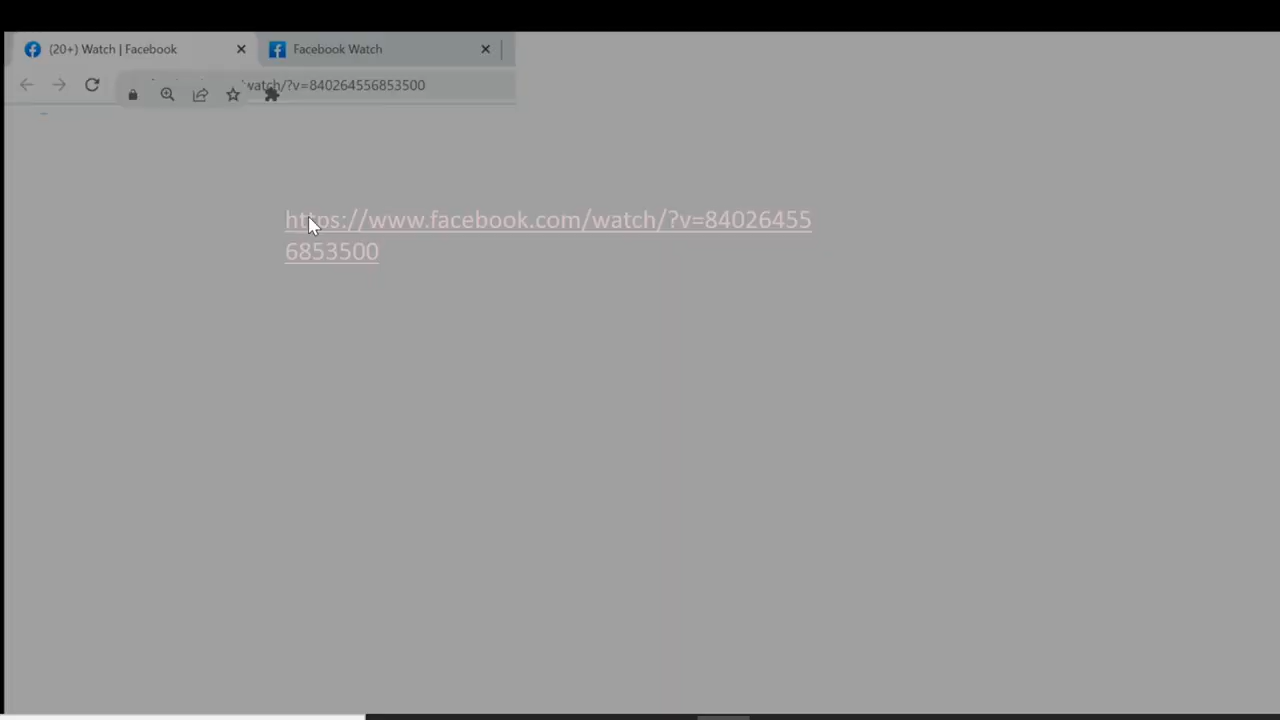 (20+) Watch | Facebook
Facebook Watch
watch/?v=840264556853500
https://www.facebook.com/watch/?v=84026455
6853500